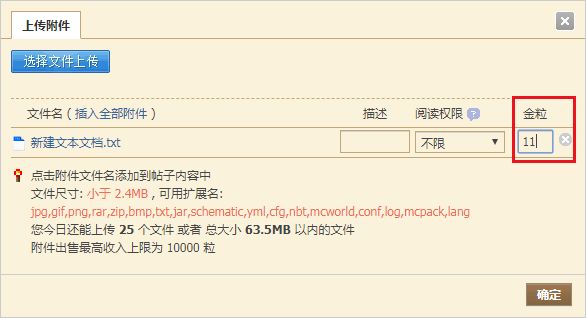 上传附件
选择文件上传
文件名 ( 插入全部附件 ) 描述 阅读权限 ? 金粒
新建文本文档.txt 不限 11
点击附件文件名添加到帖子内容中
文件尺寸: 小于 2.4MB , 可用扩展名:
jpg,gif,png,rar,zip,bmp,txt,jar,schematic,yml,cfg,nbt,mcworld,conf,log,mcpack,lang
您今日还能上传 25 个文件 或者 总大小 63.5MB 以内的文件
附件出售最高收入上限为 10000 粒
确定